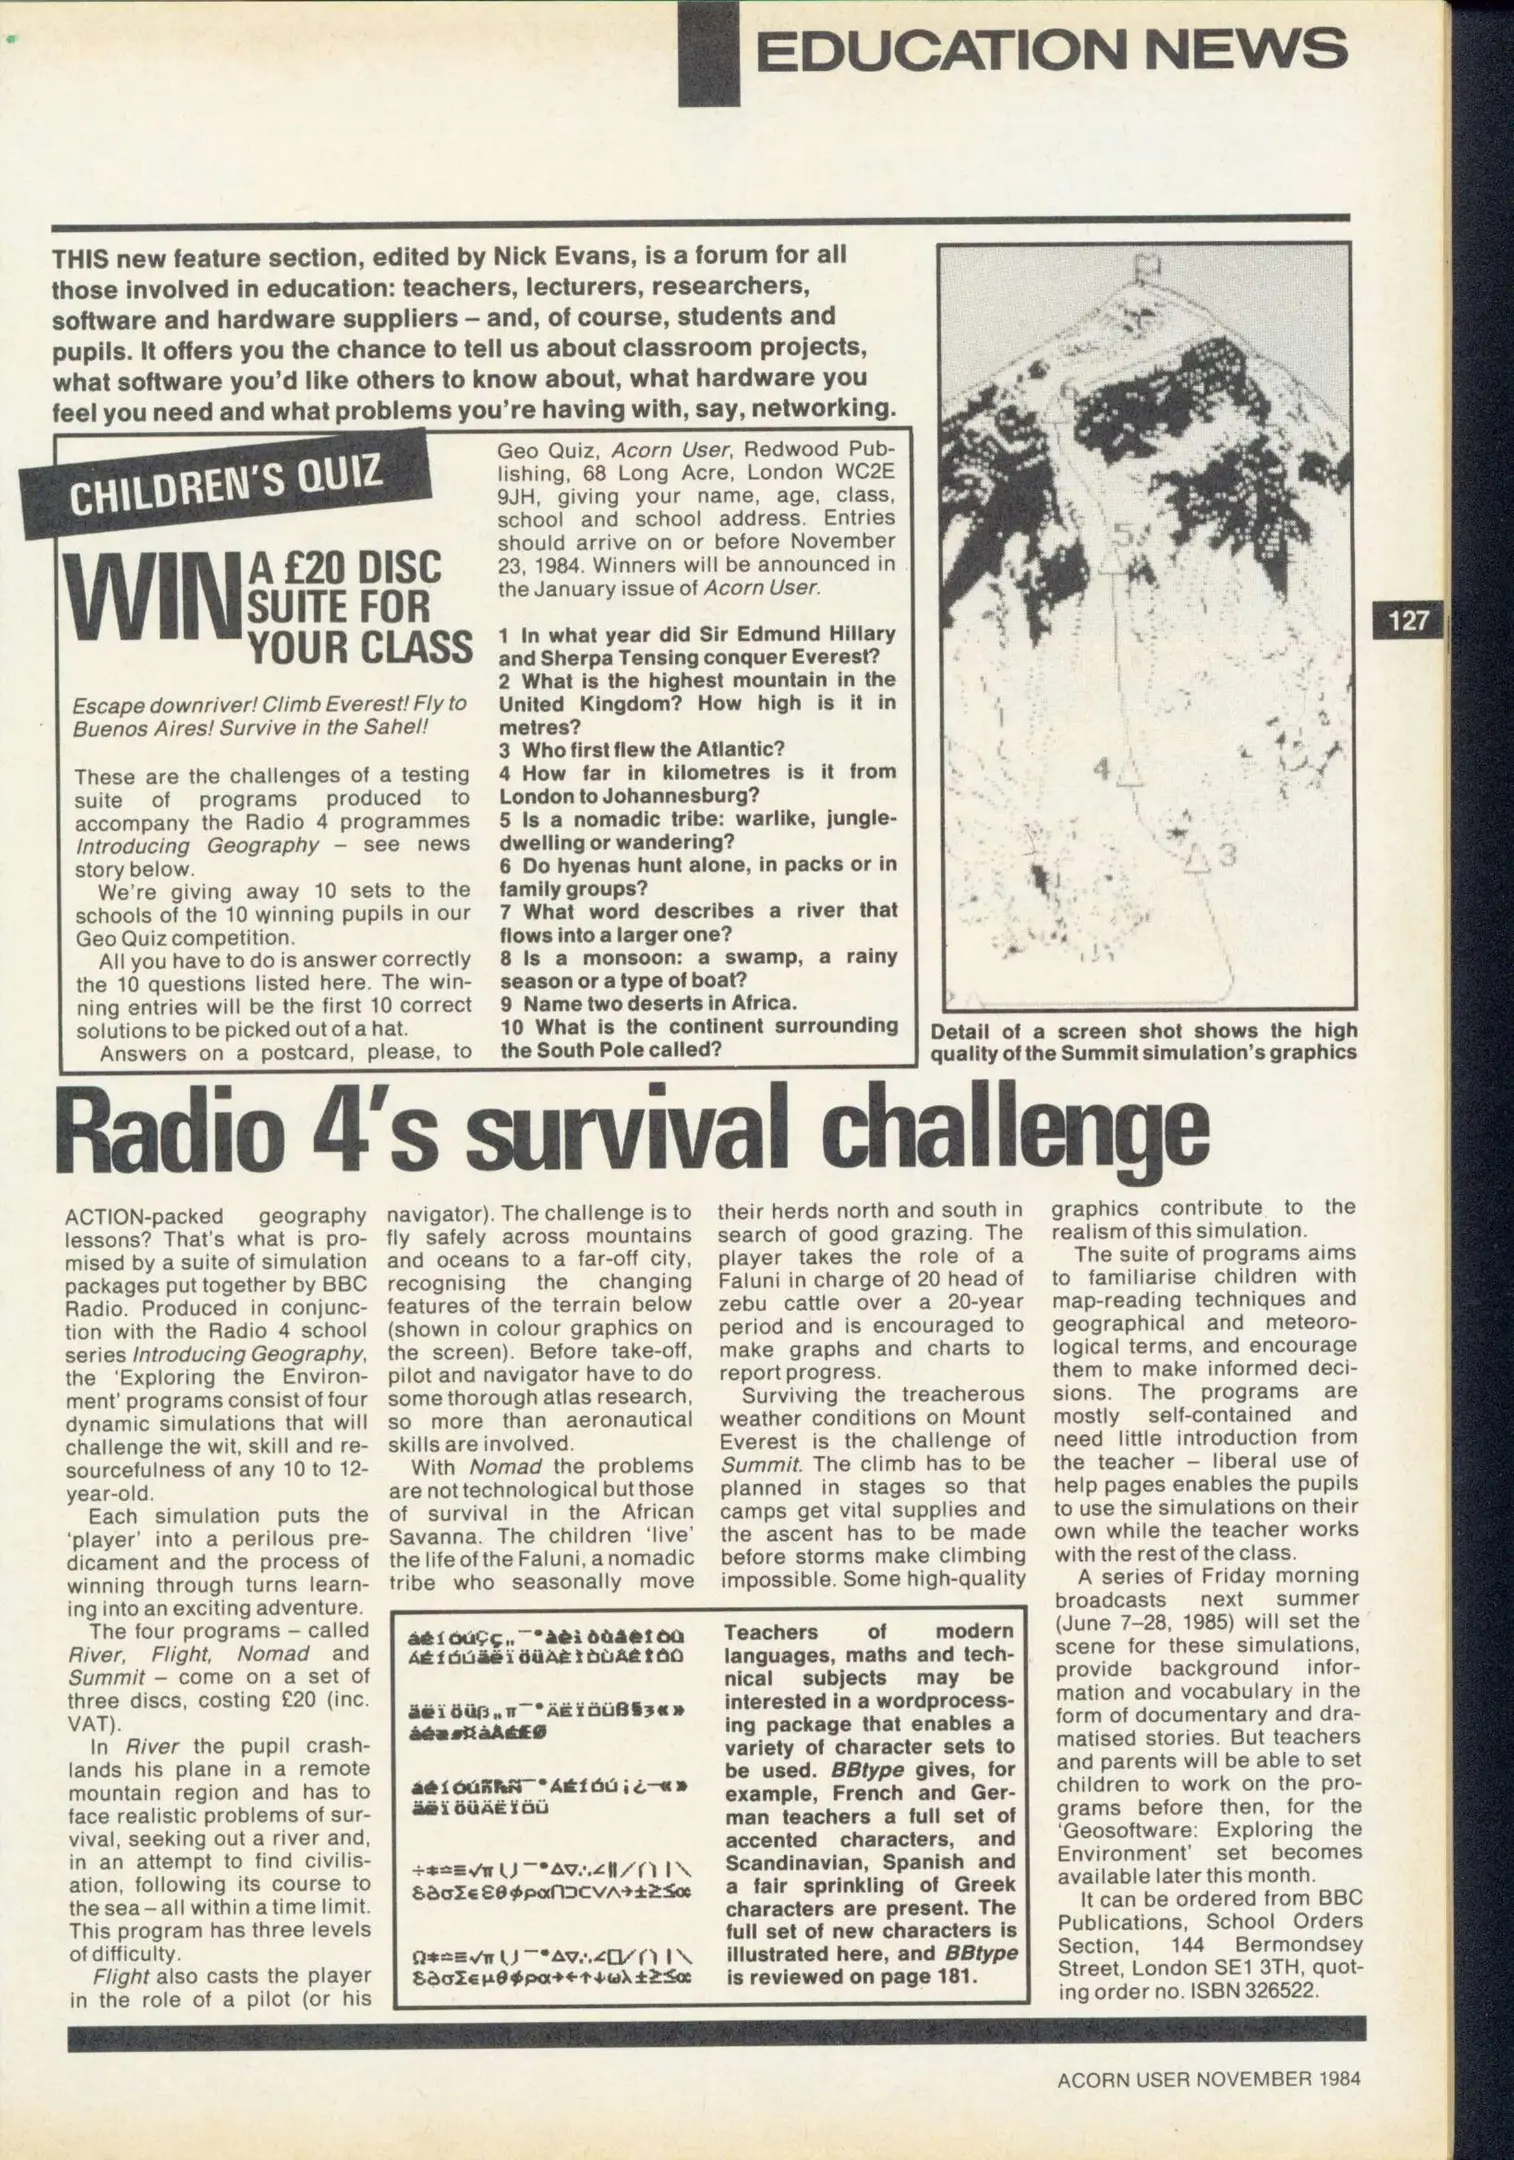 EDUCATION NEWS
THIS new feature section, edited by Nick Evans, is a forum for all
those involved in education: teachers, lecturers, researchers,
software and hardware suppliers – and, of course, students and
pupils. It offers you the chance to tell us about classroom projects,
what software you'd like others to know about, what hardware you
feel you need and what problems you're having with, say, networking.
CHILDREN'S QUIZ
WIN A £20 DISC
SUITE FOR
YOUR CLASS
Escape downriver! Climb Everest! Fly to
Buenos Aires! Survive in the Sahel!
These are the challenges of a testing
suite of programs produced to
accompany the Radio 4 programmes
Introducing Geography – see news
story below.
We're giving away 10 sets to the
schools of the 10 winning pupils in our
Geo Quiz competition.
All you have to do is answer correctly
the 10 questions listed here. The win-
ning entries will be the first 10 correct
solutions to be picked out of a hat.
Answers on a postcard, please, to
Geo Quiz, Acorn User, Redwood Pub-
lishing, 68 Long Acre, London WC2E
9JH, giving your name, age, class,
school and school address. Entries
should arrive on or before November
23, 1984. Winners will be announced in
the January issue of Acorn User.
1 In what year did Sir Edmund Hillary
and Sherpa Tensing conquer Everest?
2 What is the highest mountain in the
United Kingdom? How high is it in
metres?
3 Who first flew the Atlantic?
4 How far in kilometres is it from
London to Johannesburg?
5 Is a nomadic tribe: warlike, jungle-
dwelling or wandering?
6 Do hyenas hunt alone, in packs or in
family groups?
7 What word describes a river that
flows into a larger one?
8 Is a monsoon: a swamp, a rainy
season or a type of boat?
9 Name two deserts in Africa.
10 What is the continent surrounding
the South Pole called?
6
5
4
3
Detail of a screen shot shows the high
quality of the Summit simulation's graphics
127
Radio 4's survival challenge
ACTION-packed geography
lessons? That's what is pro-
mised by a suite of simulation
packages put together by BBC
Radio. Produced in conjunc-
tion with the Radio 4 school
series Introducing Geography,
the 'Exploring the Environ-
ment' programs consist of four
dynamic simulations that will
challenge the wit, skill and re-
sourcefulness of any 10 to 12-
year-old.
Each simulation puts the
'player' into a perilous pre-
dicament and the process of
winning through turns learn-
ing into an exciting adventure.
The four programs – called
River, Flight, Nomad and
Summit – come on a set of
three discs, costing £20 (inc.
VAT).
In River the pupil crash-
lands his plane in a remote
mountain region and has to
face realistic problems of sur-
vival, seeking out a river and,
in an attempt to find civilis-
ation, following its course to
the sea – all within a time limit.
This program has three levels
of difficulty.
Flight also casts the player
in the role of a pilot (or his
navigator). The challenge is to
fly safely across mountains
and oceans to a far-off city,
recognising the changing
features of the terrain below
(shown in colour graphics on
the screen). Before take-off,
pilot and navigator have to do
some thorough atlas research,
so more than aeronautical
skills are involved.
With Nomad the problems
are not technological but those
of survival in the African
Savanna. The children 'live'
the life of the Faluni, a nomadic
tribe who seasonally move
their herds north and south in
search of good grazing. The
player takes the role of a
Faluni in charge of 20 head of
zebu cattle over a 20-year
period and is encouraged to
make graphs and charts to
report progress.
Surviving the treacherous
weather conditions on Mount
Everest is the challenge of
Summit. The climb has to be
planned in stages so that
camps get vital supplies and
the ascent has to be made
before storms make climbing
impossible. Some high-quality
graphics contribute to the
realism of this simulation.
The suite of programs aims
to familiarise children with
map-reading techniques and
geographical and meteoro-
logical terms, and encourage
them to make informed deci-
sions. The programs are
mostly self-contained and
need little introduction from
the teacher – liberal use of
help pages enables the pupils
to use the simulations on their
own while the teacher works
with the rest of the class.
A series of Friday morning
broadcasts next summer
(June 7–28, 1985) will set the
scene for these simulations,
provide background infor-
mation and vocabulary in the
form of documentary and dra-
matised stories. But teachers
and parents will be able to set
children to work on the pro-
grams before then, for the
'Geosoftware: Exploring the
Environment' set becomes
available later this month.
It can be ordered from BBC
Publications, School Orders
Section, 144 Bermondsey
Street, London SE1 3TH, quot-
ing order no. ISBN 326522.
Teachers of modern
languages, maths and tech-
nical subjects may be
interested in a wordprocess-
ing package that enables a
variety of character sets to
be used. BBtype gives, for
example, French and Ger-
man teachers a full set of
accented characters, and
Scandinavian, Spanish and
a fair sprinkling of Greek
characters are present. The
full set of new characters is
illustrated here, and BBtype
is reviewed on page 181.
ACORN USER NOVEMBER 1984